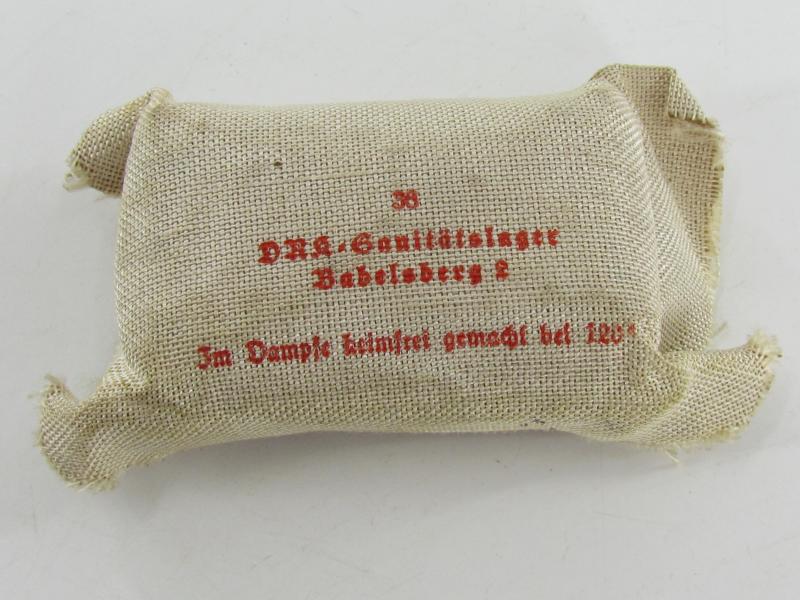 38
DRK-Sanitätslager
Babelsberg 2
Im Dampfe keimfrei gemacht bei 120°